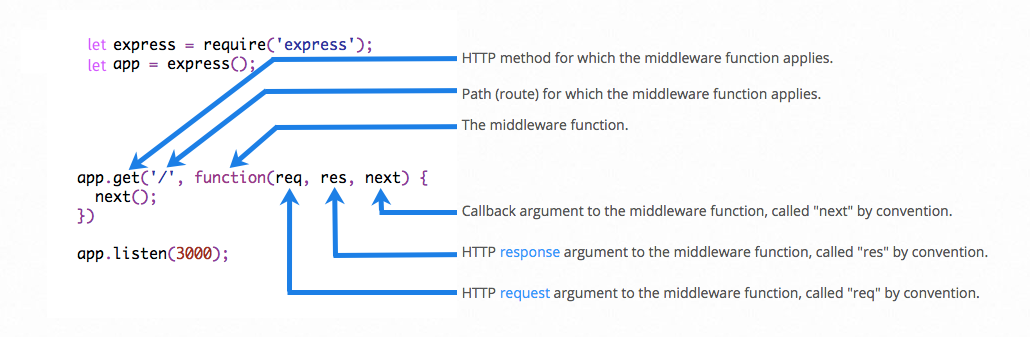 let express = require('express');
let app = express();
HTTP method for which the middleware function applies.
Path (route) for which the middleware function applies.
The middleware function.
app.get('/', function(req, res, next) {
next();
})
Callback argument to the middleware function, called "next" by convention.
app.listen(3000);
HTTP response argument to the middleware function, called "res" by convention.
HTTP request argument to the middleware function, called "req" by convention.